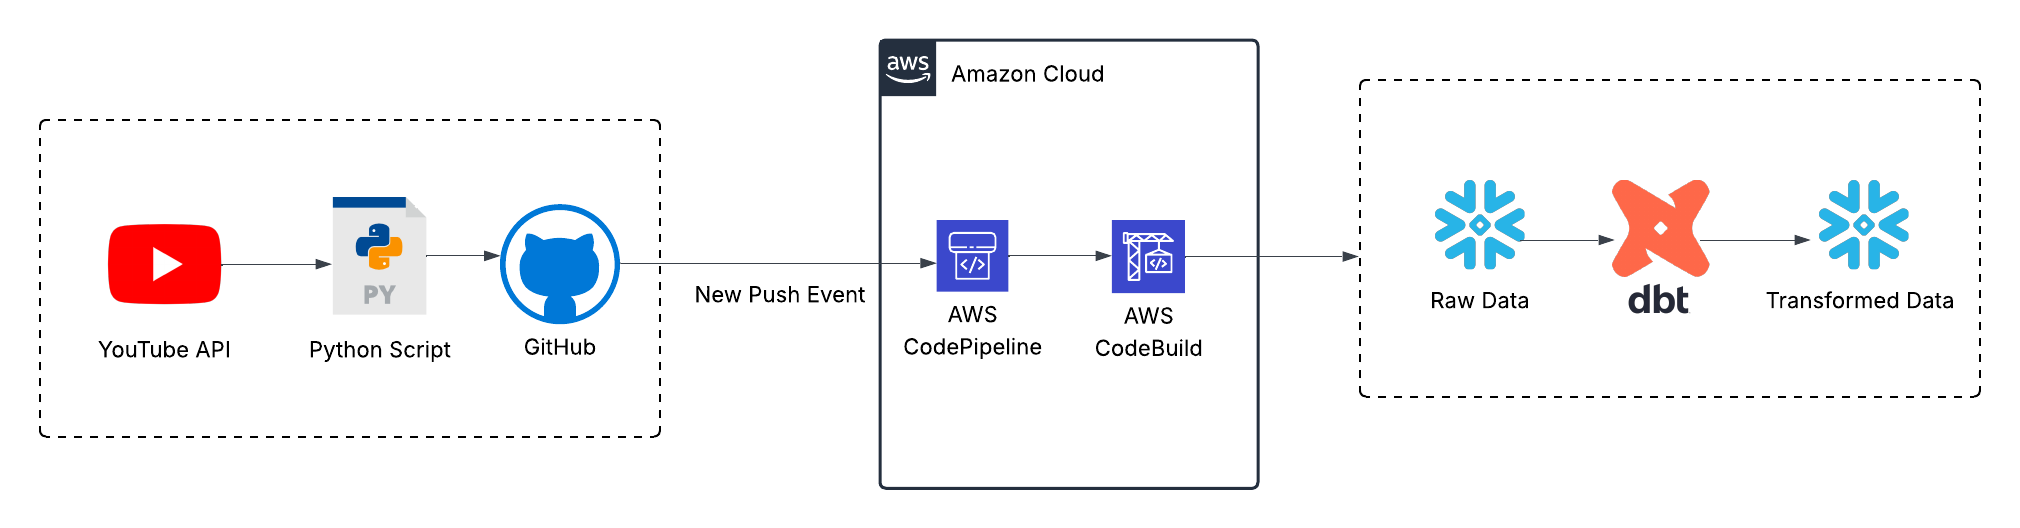 aws
Amazon Cloud
PY
YouTube API
Python Script
GitHub
New Push Event
AWS
CodePipeline
AWS
CodeBuild
Raw Data
dbt
Transformed Data